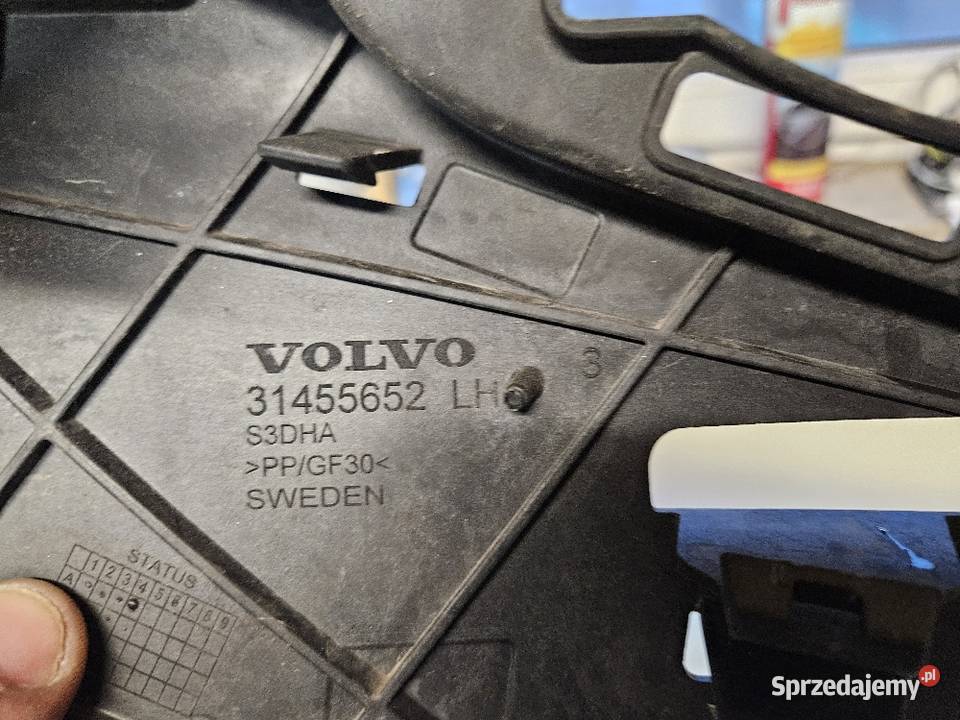 VOLVO
31455652 LH
3
S3DHA
>PP/GF30<
SWEDEN
STATUS
1 2 3 4 5 6 7 8 9
A
Sprzedajemy.pl